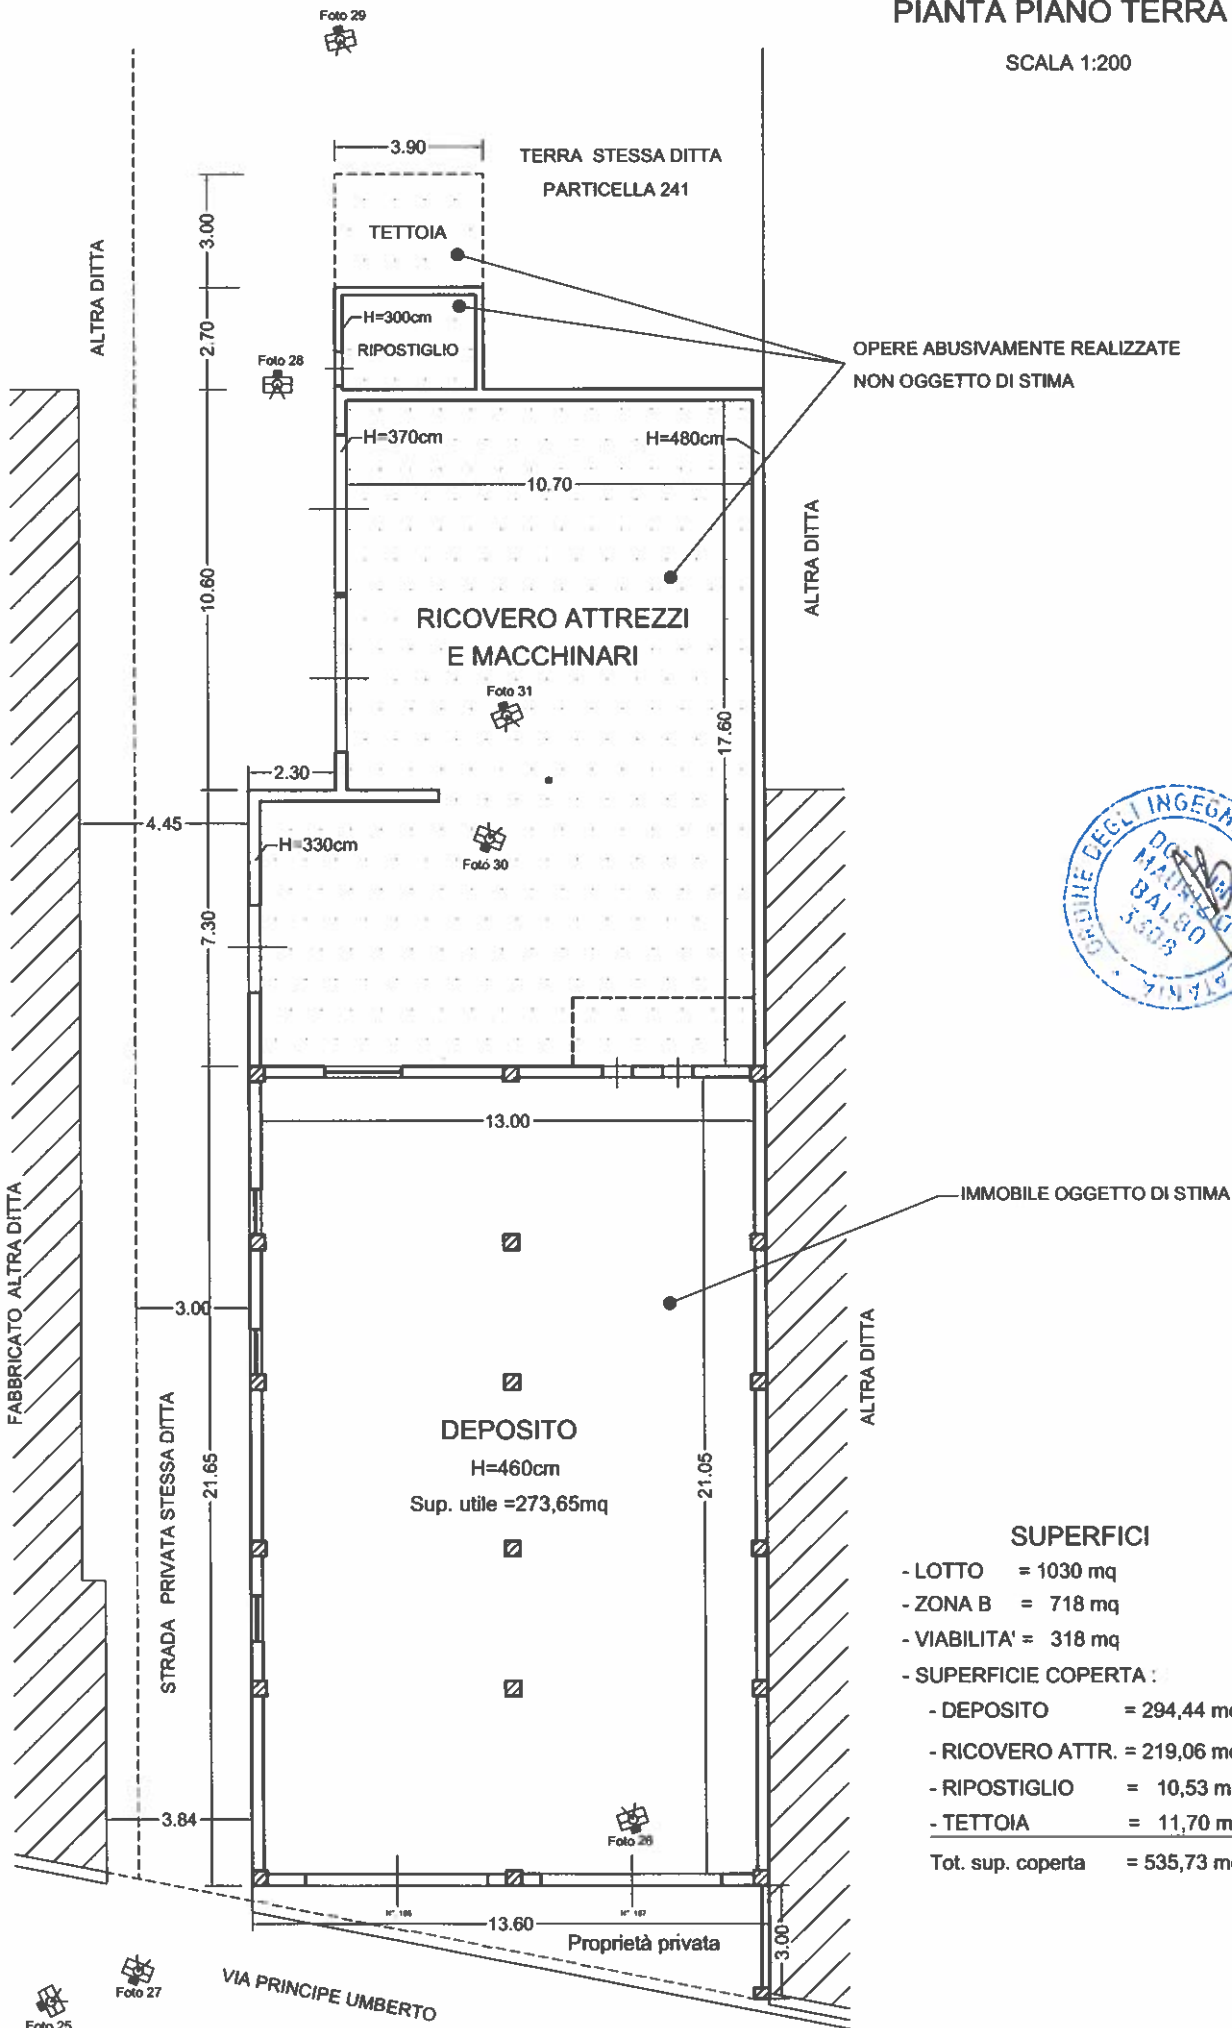 PIANTA PIANO TERRA
SCALA 1:200
Foto 29
3.90
TERRA STESSA DITTA
PARTICELLA 241
3.00
TETTOIA
ALTRA DITTA
2.70
H=300cm
RIPOSTIGLIO
Foto 28
OPERE ABUSIVAMENTE REALIZZATE
NON OGGETTO DI STIMA
H=370cm
H=480cm
10.70
ALTRA DITTA
10.60
RICOVERO ATTREZZI
E MACCHINARI
Foto 31
17.60
2.30
4.45
H=330cm
Foto 30
7.30
ORDINE DEGLI INGEGN
MAURIZIO
BALBO
3308
13.00
IMMOBILE OGGETTO DI STIMA
FABBRICATO ALTRA DITTA
3.00
ALTRA DITTA
STRADA PRIVATA STESSA DITTA
21.65
DEPOSITO
H=460cm
Sup. utile =273,65mq
21.05
SUPERFICI
- LOTTO = 1030 mq
- ZONA B = 718 mq
- VIABILITA' = 318 mq
- SUPERFICIE COPERTA :
- DEPOSITO = 294,44 m
- RICOVERO ATTR. = 219,06 m
- RIPOSTIGLIO = 10,53 m
- TETTOIA = 11,70 m
Tot. sup. coperta = 535,73 m
3.84
Foto 26
13.60
Proprietà privata
3.00
Foto 27
VIA PRINCIPE UMBERTO
Foto 25